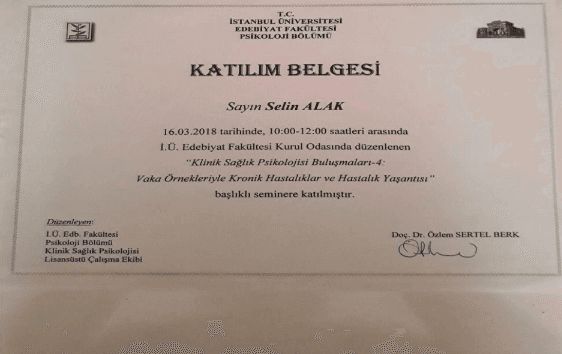 T.C.
İSTANBUL ÜNİVERSİTESİ
EDEBİYAT FAKÜLTESİ
PSİKOLOJİ BÖLÜMÜ
KATILIM BELGESİ
Sayın Selin ALAK
16.03.2018 tarihinde, 10:00-12:00 saatleri arasında
İ.Ü. Edebiyat Fakültesi Kurul Odasında düzenlenen
"Klinik Sağlık Psikolojisi Buluşmaları-4:
Vaka Örnekleriyle Kronik Hastalıklar ve Hastalık Yaşantısı"
başlıklı seminere katılmıştır.
Düzenleyen:
İ.Ü. Edb. Fakültesi
Psikoloji Bölümü
Klinik Sağlık Psikolojisi
Lisansüstü Çalışma Ekibi
Doç. Dr. Özlem SERTEL BERK